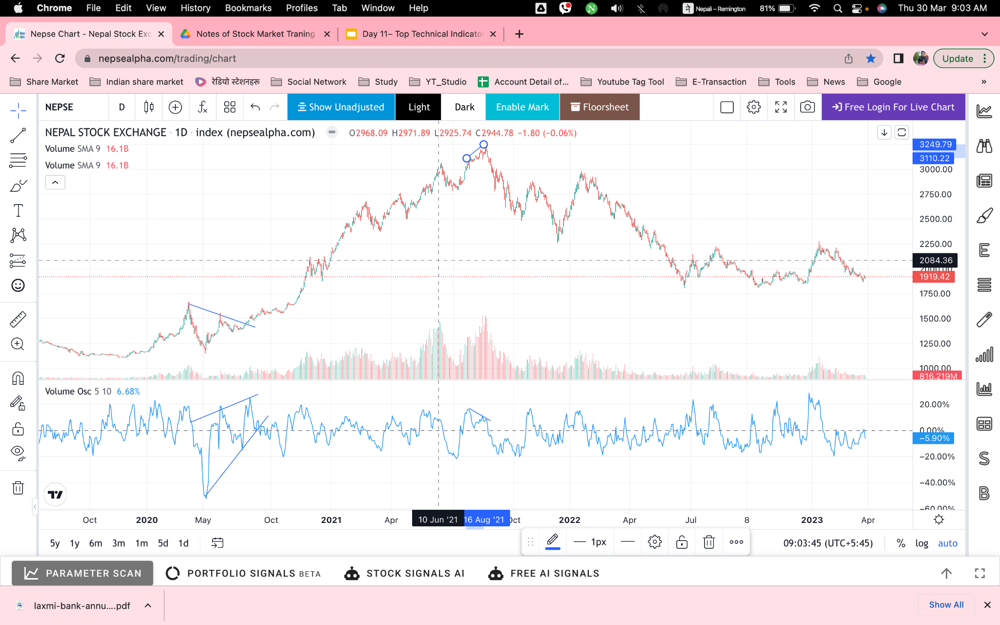 Chrome File Edit View History Bookmarks Profiles Tab Window Help ने Nepali – Remington 81% Thu 30 Mar 9:03 AM
Nepse Chart - Nepal Stock Exc Notes of Stock Market Traning Day 11– Top Technical Indicato
nepsealpha.com/trading/chart Update
Share Market Indian share market रेडियो स्टेशनहरू Social Network Study YT_Studio Account Detail of... Youtube Tag Tool E-Transaction Tools News Google »
NEPSE D Show Unadjusted Light Dark Enable Mark Floorsheet Free Login For Live Chart
NEPAL STOCK EXCHANGE · 1D · index (nepsealpha.com) O2968.09 H2971.89 L2925.74 C2944.78 −1.80 (−0.06%)
Volume SMA 9 16.1B
Volume SMA 9 16.1B
3249.79
3110.22
3000.00
2750.00
2500.00
2250.00
2084.36
2000.00
1919.42
1750.00
1500.00
1250.00
1000.00
816.219M
Volume Osc 5 10 6.68%
20.00%
0.00%
−5.90%
−20.00%
−40.00%
−60.00%
Oct 2020 May Oct 2021 Apr 10 Jun '21 16 Aug '21 Oct 2022 Apr Jul 8 2023 Apr
5y 1y 6m 3m 1m 5d 1d 1px 09:03:45 (UTC+5:45) % log auto
PARAMETER SCAN PORTFOLIO SIGNALS BETA STOCK SIGNALS AI FREE AI SIGNALS
laxmi-bank-annu....pdf Show All